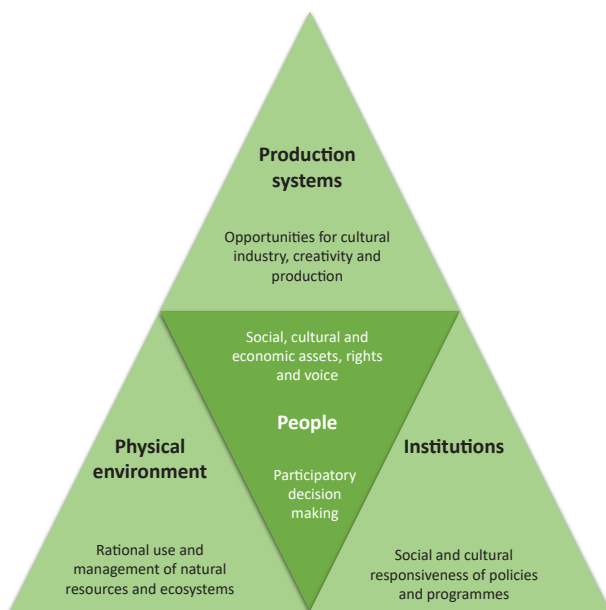 Production
systems
Opportunities for cultural
industry, creativity and
production
Social, cultural and
economic assets, rights
and voice
People
Participatory
decision
making
Physical
environment
Rational use and
management of natural
resources and ecosystems
Institutions
Social and cultural
responsiveness of policies
and programmes